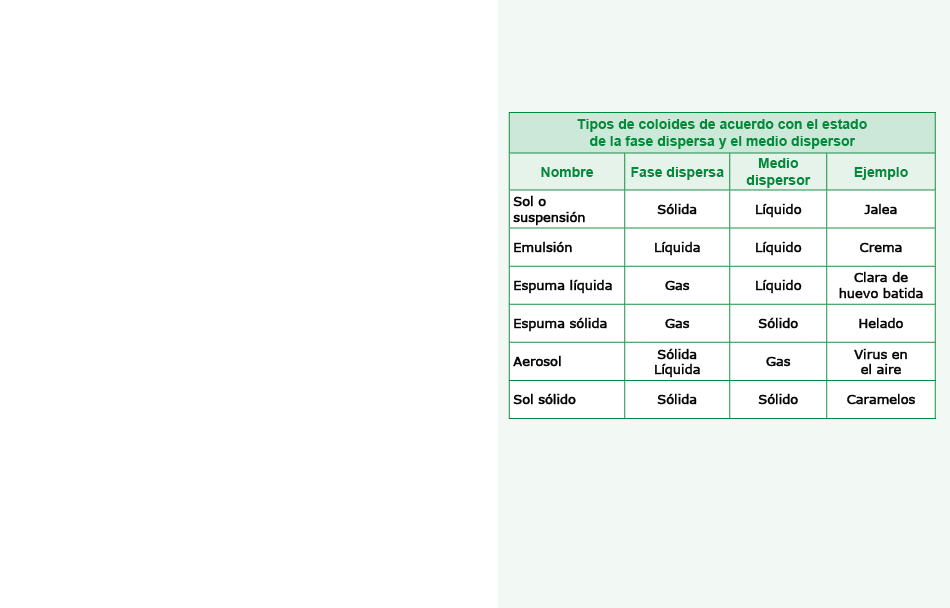 Tipos de coloides de acuerdo con el estado
de la fase dispersa y el medio dispersor
Nombre
Fase dispersa
Medio
dispersor
Ejemplo
Sol o
suspensión
Sólida
Líquido
Jalea
Emulsión
Líquida
Líquido
Crema
Espuma líquida
Gas
Líquido
Clara de
huevo batida
Espuma sólida
Gas
Sólido
Helado
Aerosol
Sólida
Líquida
Gas
Virus en
el aire
Sol sólido
Sólida
Sólido
Caramelos